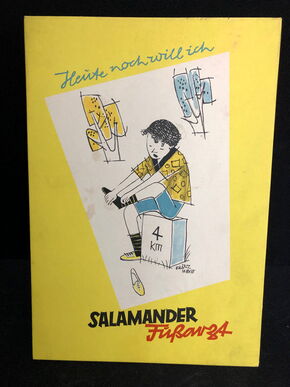 Heute noch will ich
4
km
SALAMANDER
Fußarzt